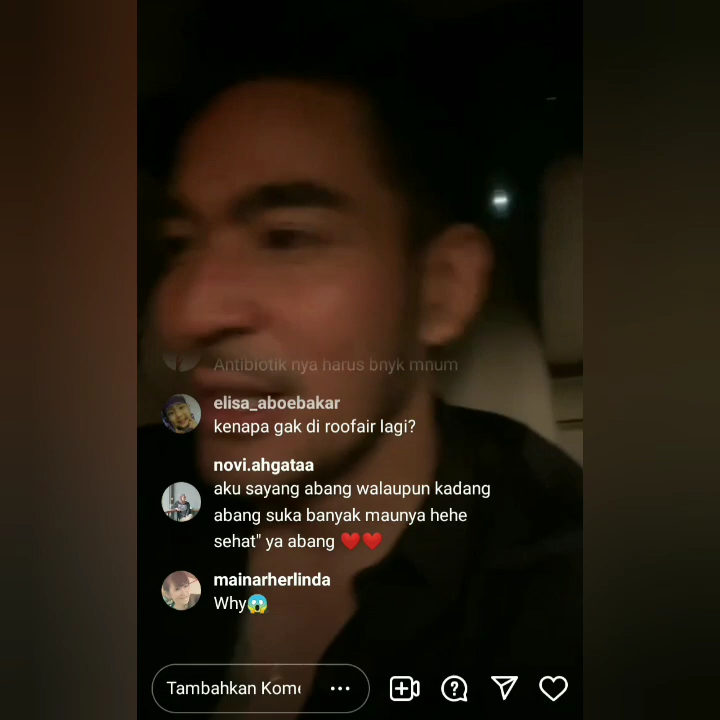 Antibiotik nya harus bnyk mnum
elisa_aboebakar
kenapa gak di roofair lagi?
novi.ahgataa
aku sayang abang walaupun kadang
abang suka banyak maunya hehe
sehat" ya abang ❤️❤️
mainarherlinda
Why😱
Tambahkan Kome